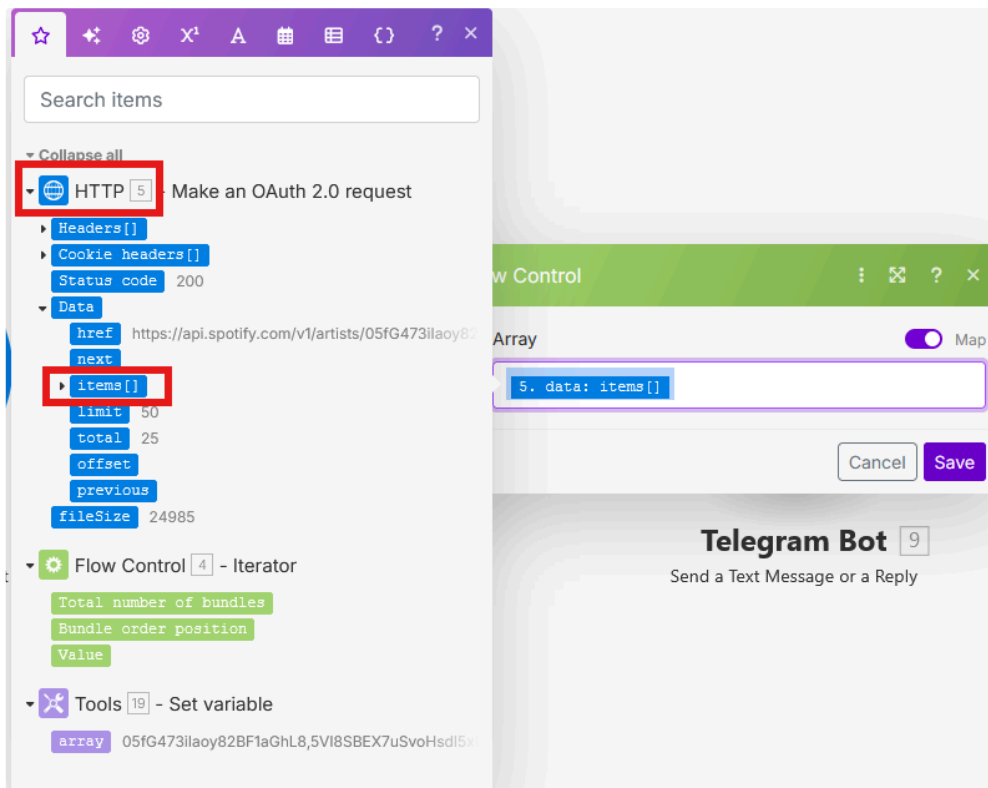 X¹ A {} ? ×
Search items
Collapse all
HTTP 5 - Make an OAuth 2.0 request
Headers[]
Cookie headers[]
Status code 200
Data
href https://api.spotify.com/v1/artists/05fG473iIaoy82
next
items[]
limit 50
total 25
offset
previous
fileSize 24985
Flow Control 4 - Iterator
Total number of bundles
Bundle order position
Value
Tools 19 - Set variable
array 05fG473iIaoy82BF1aGhL8,5VI8SBEX7uSvoHsdI5x
w Control ? ×
Array Map
5. data: items[]
Cancel Save
Telegram Bot 9
Send a Text Message or a Reply